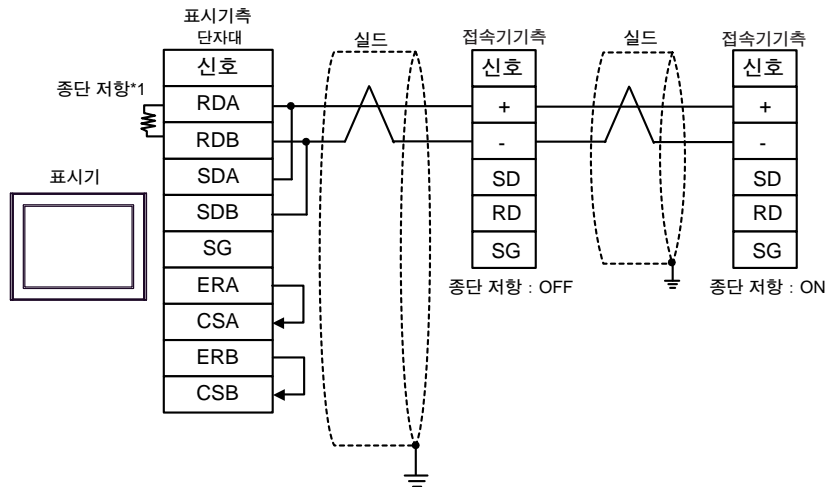 표시기측
단자대
신호
RDA
RDB
SDA
SDB
SG
ERA
CSA
ERB
CSB
종단 저항*1
표시기
실드
접속기기측
신호
+
-
SD
RD
SG
종단 저항 : OFF
실드
접속기기측
신호
+
-
SD
RD
SG
종단 저항 : ON